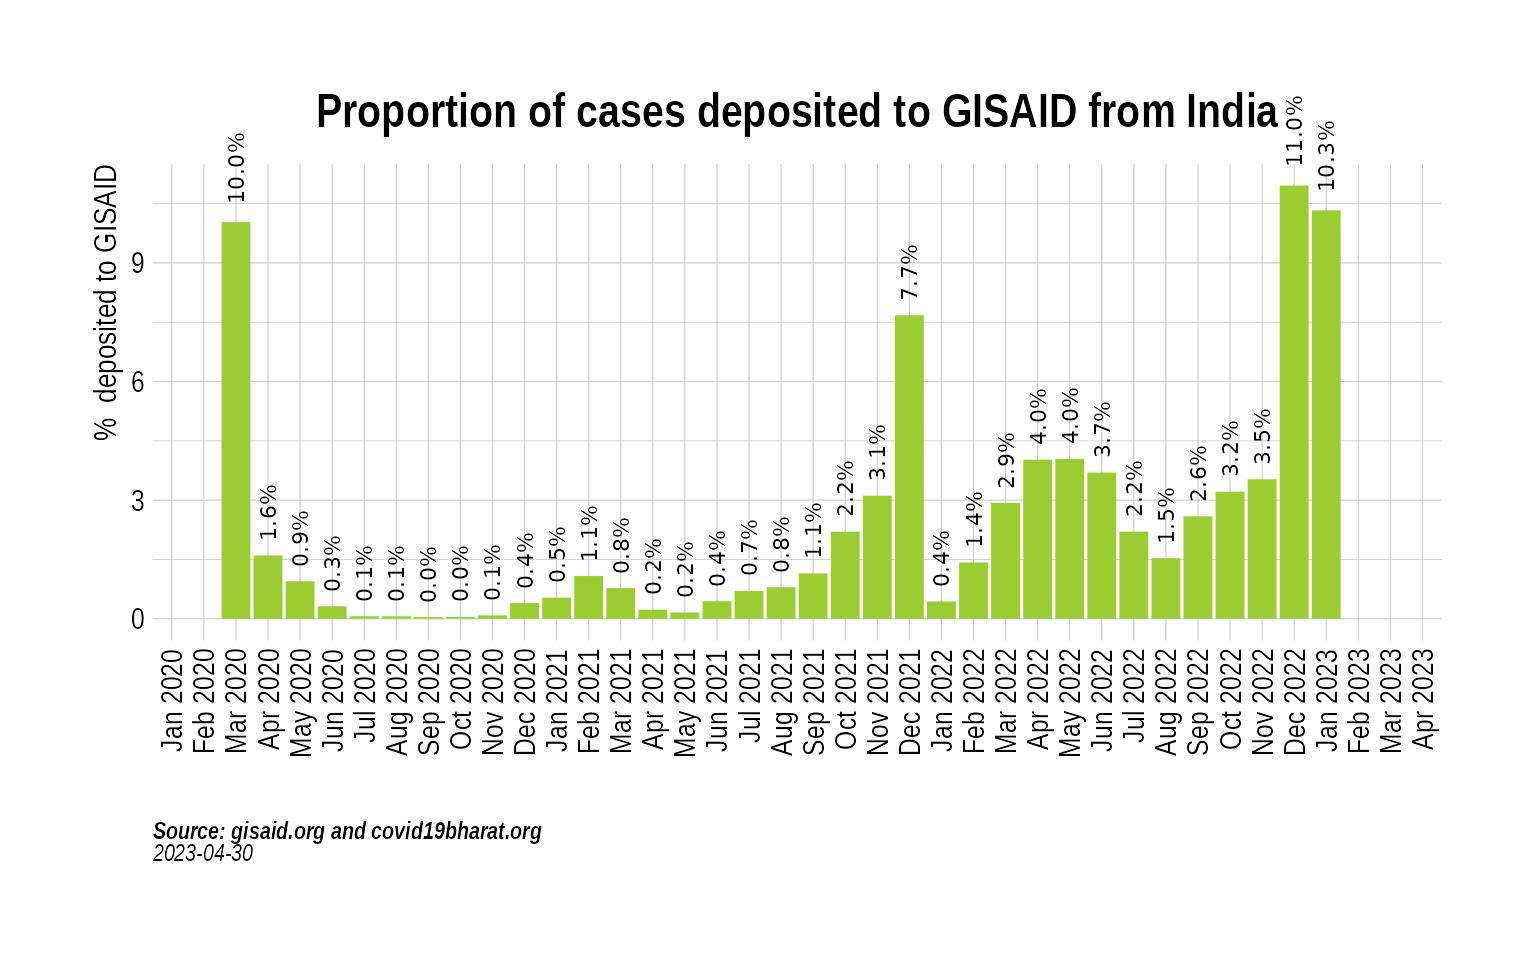 Proportion of cases deposited to GISAID from India
% deposited to GISAID
9
6
3
0
10.0%
1.6%
0.9%
0.3%
0.1%
0.1%
0.0%
0.0%
0.1%
0.4%
0.5%
1.1%
0.8%
0.2%
0.2%
0.4%
0.7%
0.8%
1.1%
2.2%
3.1%
7.7%
0.4%
1.4%
2.9%
4.0%
4.0%
3.7%
2.2%
1.5%
2.6%
3.2%
3.5%
11.0%
10.3%
Jan 2020
Feb 2020
Mar 2020
Apr 2020
May 2020
Jun 2020
Jul 2020
Aug 2020
Sep 2020
Oct 2020
Nov 2020
Dec 2020
Jan 2021
Feb 2021
Mar 2021
Apr 2021
May 2021
Jun 2021
Jul 2021
Aug 2021
Sep 2021
Oct 2021
Nov 2021
Dec 2021
Jan 2022
Feb 2022
Mar 2022
Apr 2022
May 2022
Jun 2022
Jul 2022
Aug 2022
Sep 2022
Oct 2022
Nov 2022
Dec 2022
Jan 2023
Feb 2023
Mar 2023
Apr 2023
Source: gisaid.org and covid19bharat.org
2023-04-30